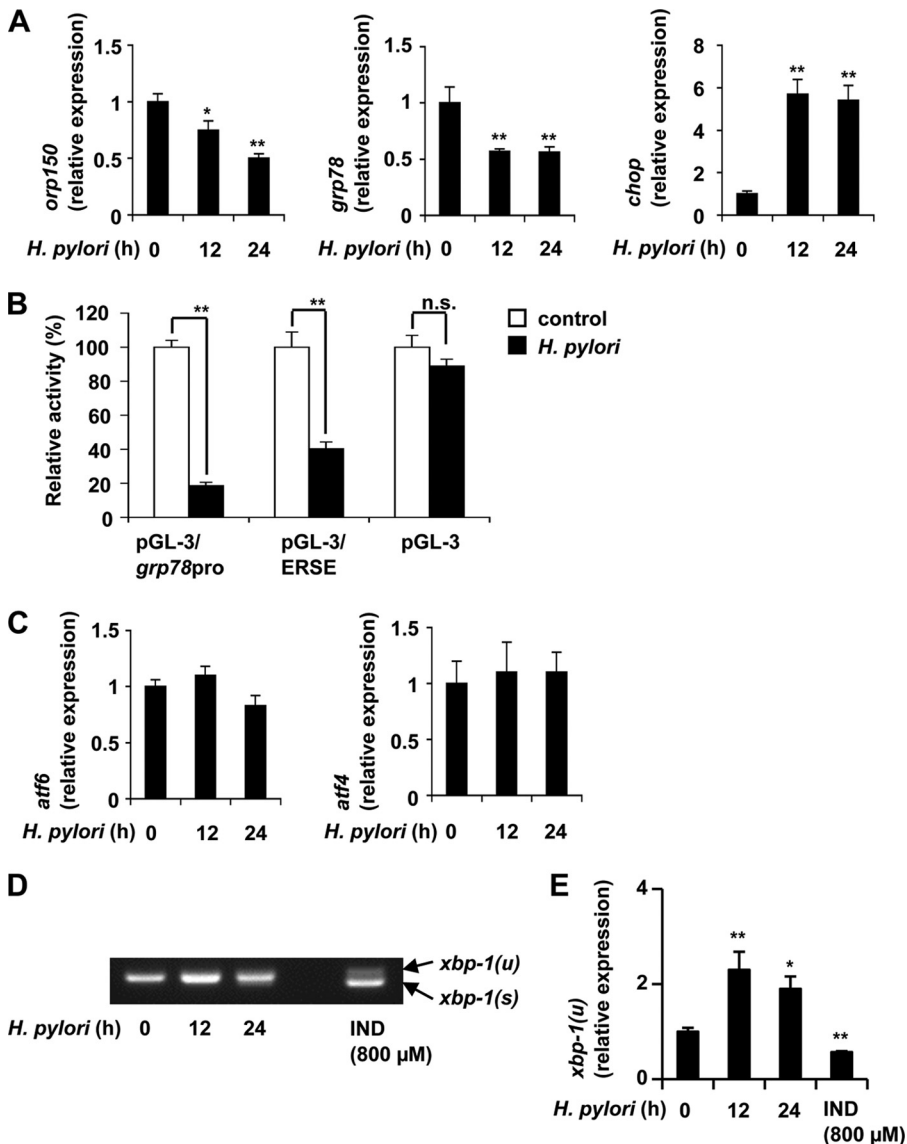 A
orp150
(relative expression)
1.5
1
0.5
0
*
**
H. pylori (h) 0 12 24
grp78
(relative expression)
1.5
1
0.5
0
**
**
H. pylori (h) 0 12 24
chop
(relative expression)
8
6
4
2
0
**
**
H. pylori (h) 0 12 24
B
Relative activity (%)
120
100
80
60
40
20
0
**
**
n.s.
control
H. pylori
pGL-3/
grp78pro
pGL-3/
ERSE
pGL-3
C
atf6
(relative expression)
1.5
1
0.5
0
H. pylori (h) 0 12 24
atf4
(relative expression)
1.5
1
0.5
0
H. pylori (h) 0 12 24
D
xbp-1(u)
xbp-1(s)
H. pylori (h) 0 12 24 IND
(800 µM)
E
xbp-1(u)
(relative expression)
4
2
0
**
*
**
H. pylori (h) 0 12 24 IND
(800 µM)